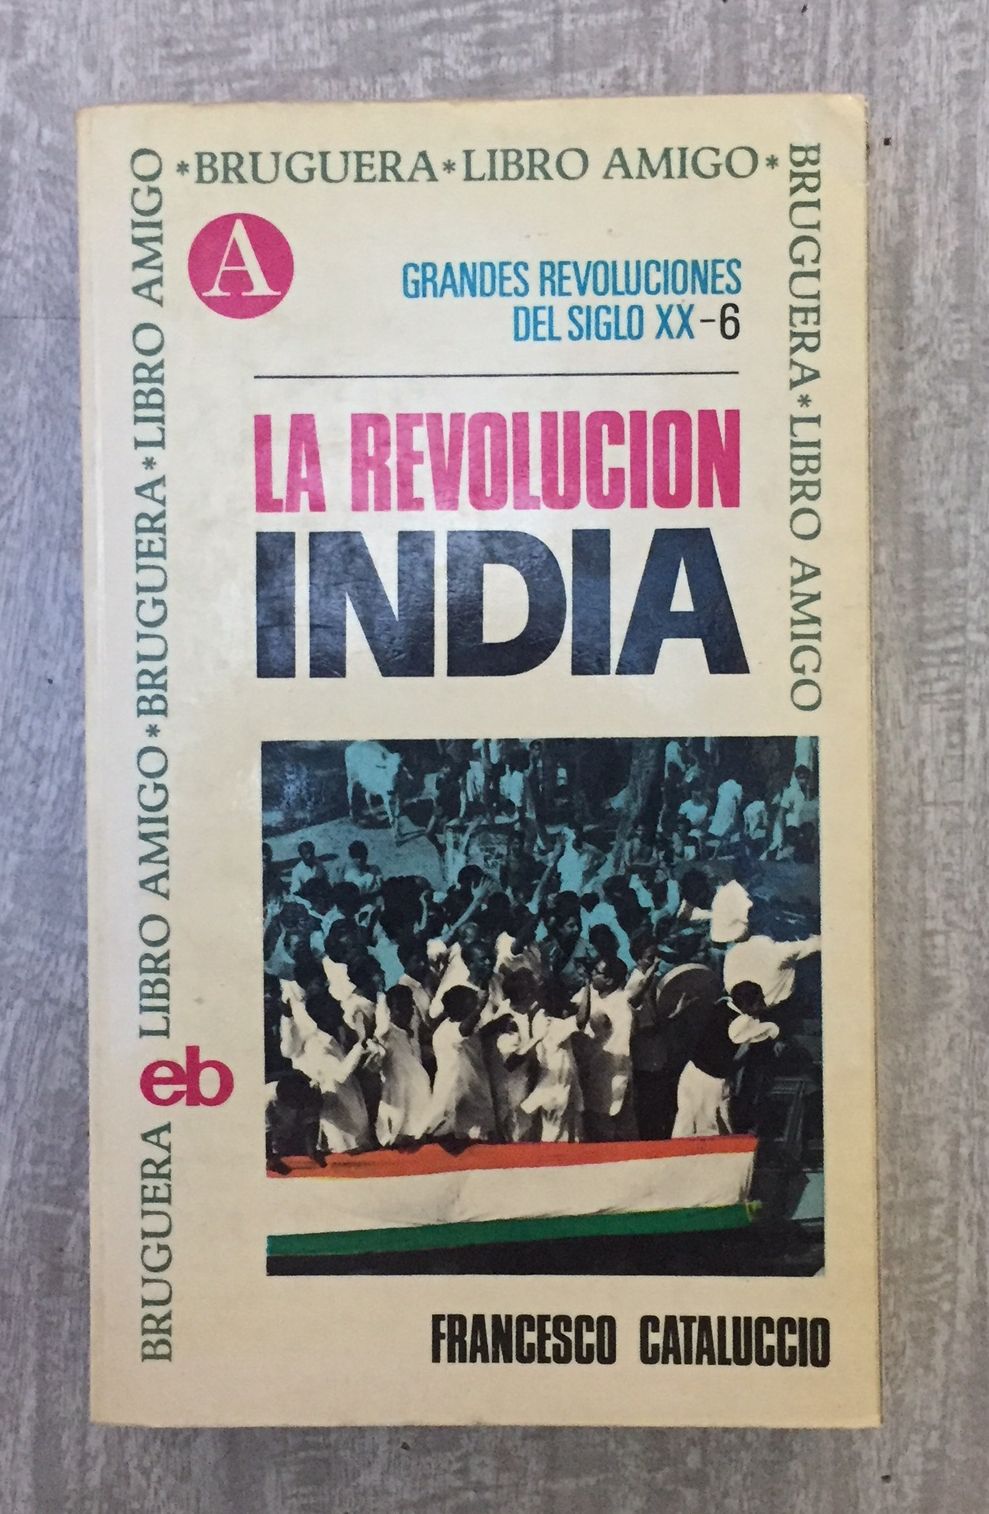 *BRUGUERA*LIBRO AMIGO*
BRUGUERA*LIBRO AMIGO
BRUGUERA LIBRO AMIGO*BRUGUERA*LIBRO AMIGO
A
GRANDES REVOLUCIONES
DEL SIGLO XX-6
LA REVOLUCION
INDIA
eb
FRANCESCO CATALUCCIO